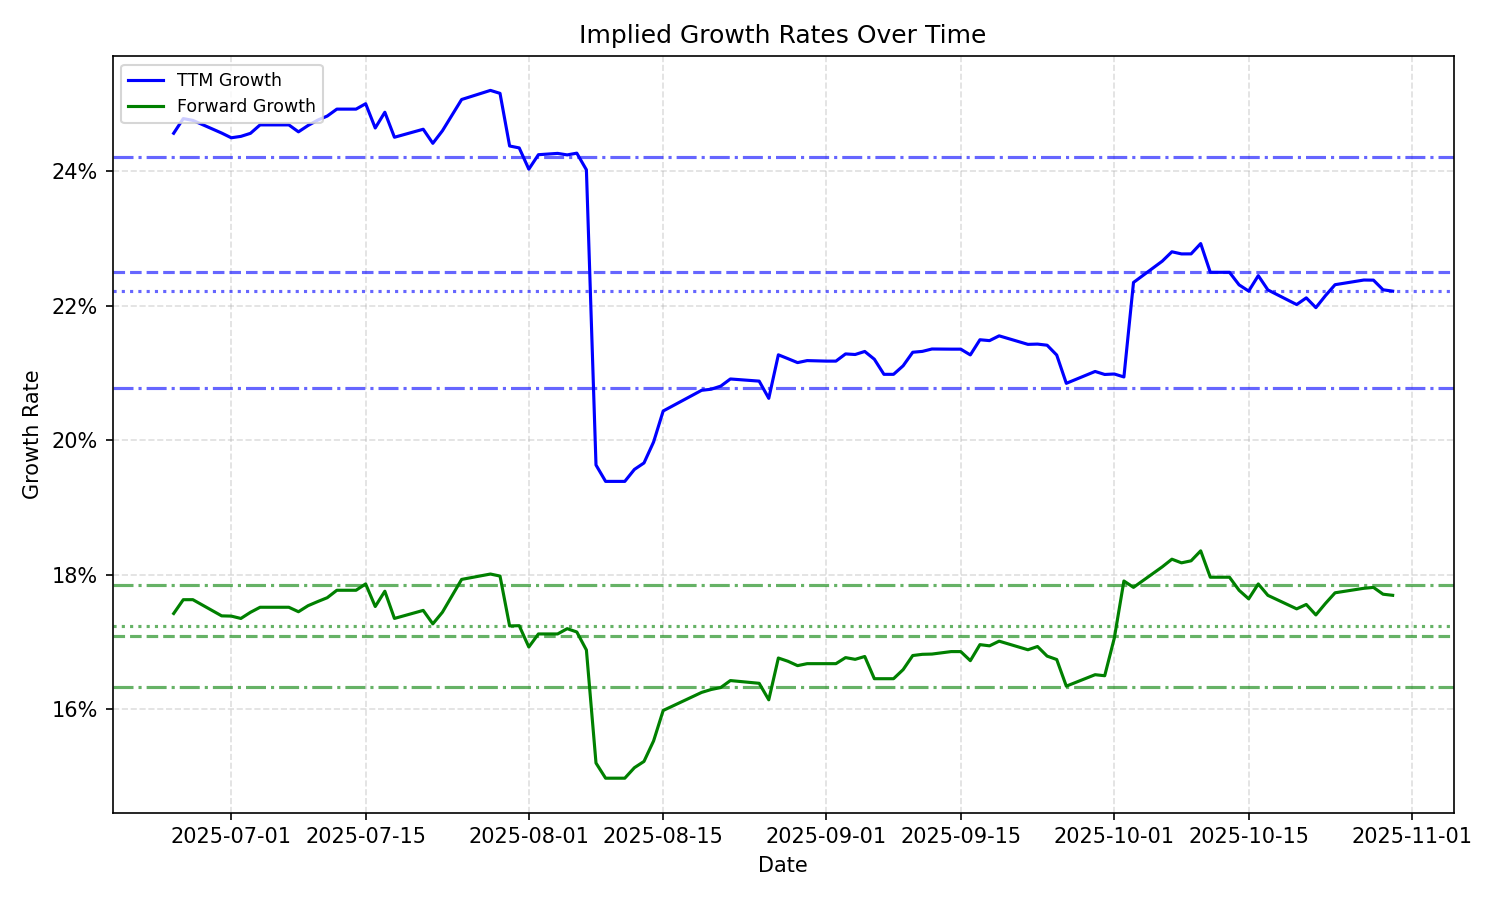 Implied Growth Rates Over Time
TTM Growth
Forward Growth
24%
22%
20%
18%
16%
Growth Rate
2025-07-01 2025-07-15 2025-08-01 2025-08-15 2025-09-01 2025-09-15 2025-10-01 2025-10-15 2025-11-01
Date